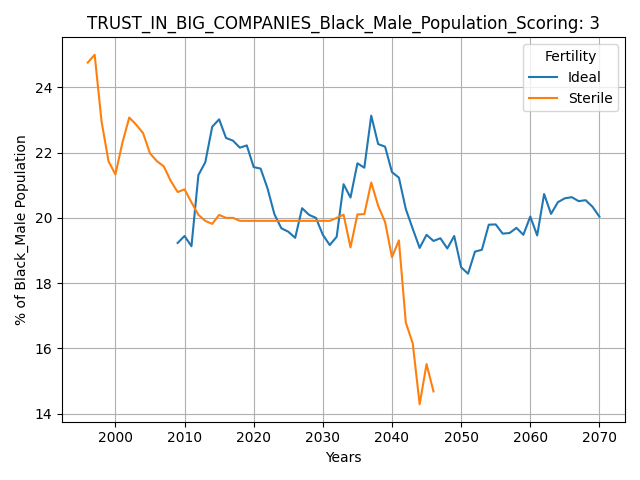 TRUST_IN_BIG_COMPANIES_Black_Male_Population_Scoring: 3
Fertility
Ideal
Sterile
% of Black_Male Population
24
22
20
18
16
14
2000 2010 2020 2030 2040 2050 2060 2070
Years